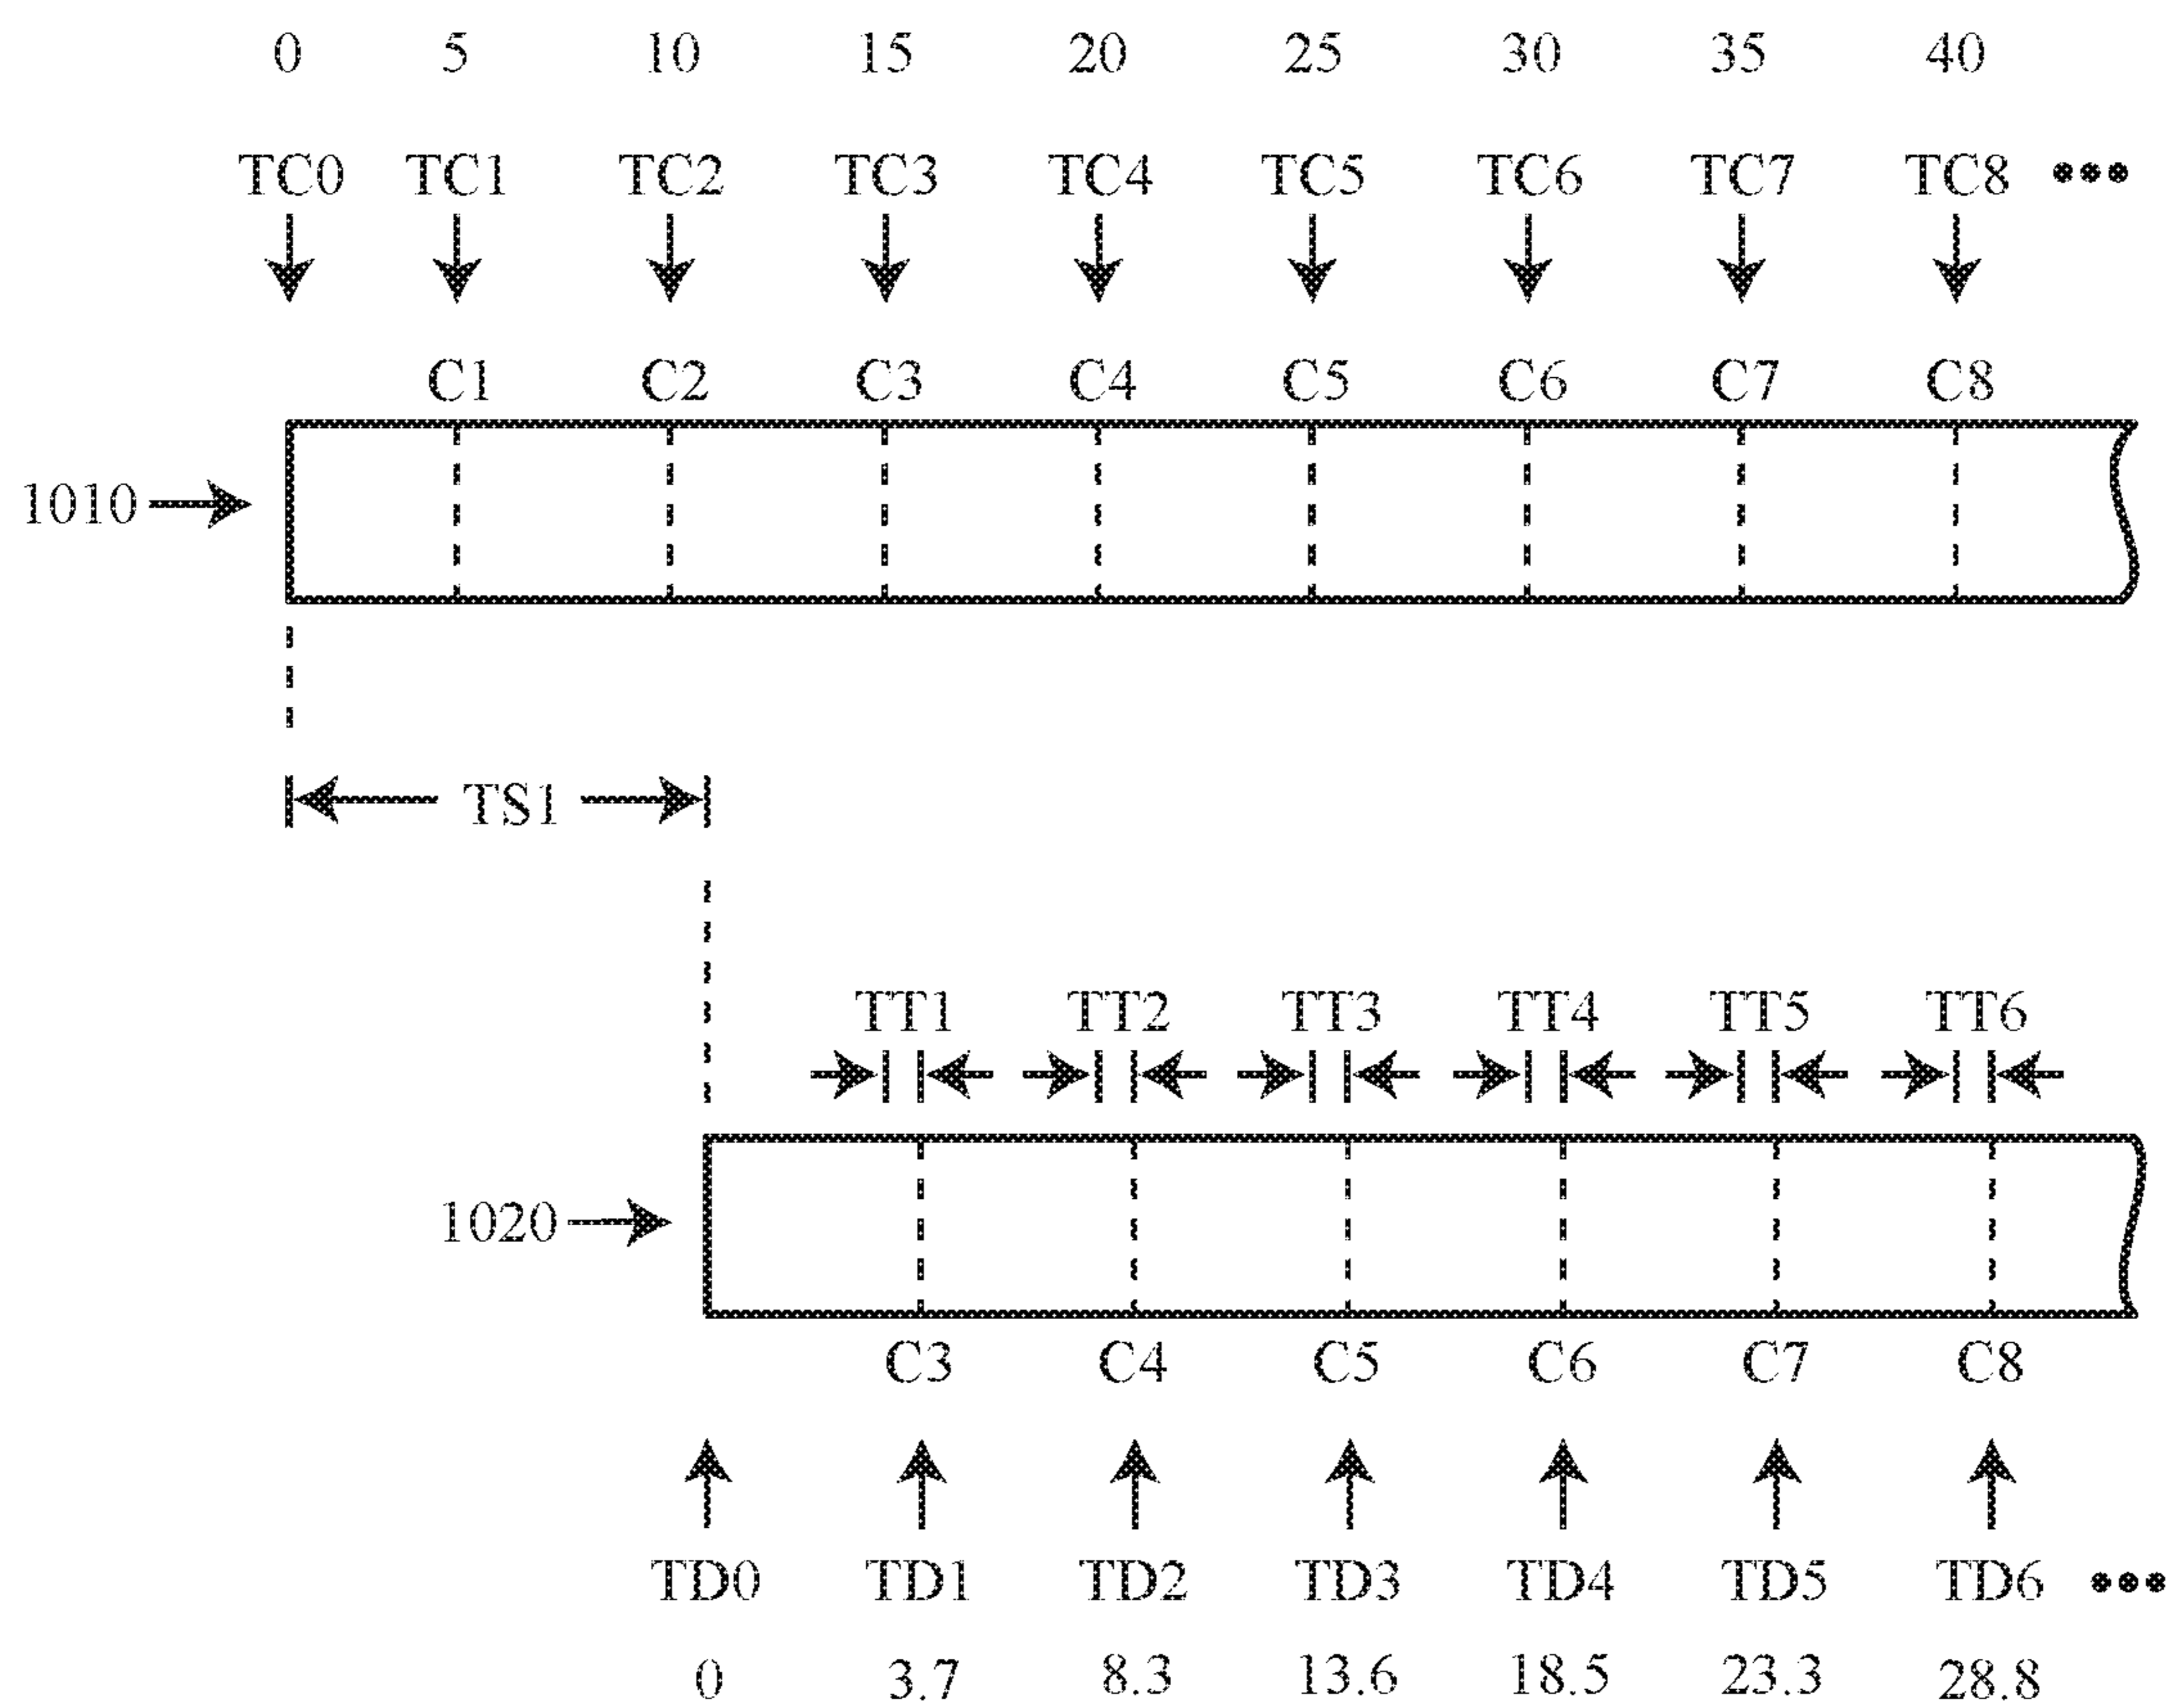 0 5 10 15 20 25 30 35 40
TC0 TC1 TC2 TC3 TC4 TC5 TC6 TC7 TC8 •••
C1 C2 C3 C4 C5 C6 C7 C8
1010
TS1
TT1 TT2 TT3 TT4 TT5 TT6
1020
C3 C4 C5 C6 C7 C8
TD0 TD1 TD2 TD3 TD4 TD5 TD6 •••
0 3.7 8.3 13.6 18.5 23.3 28.8